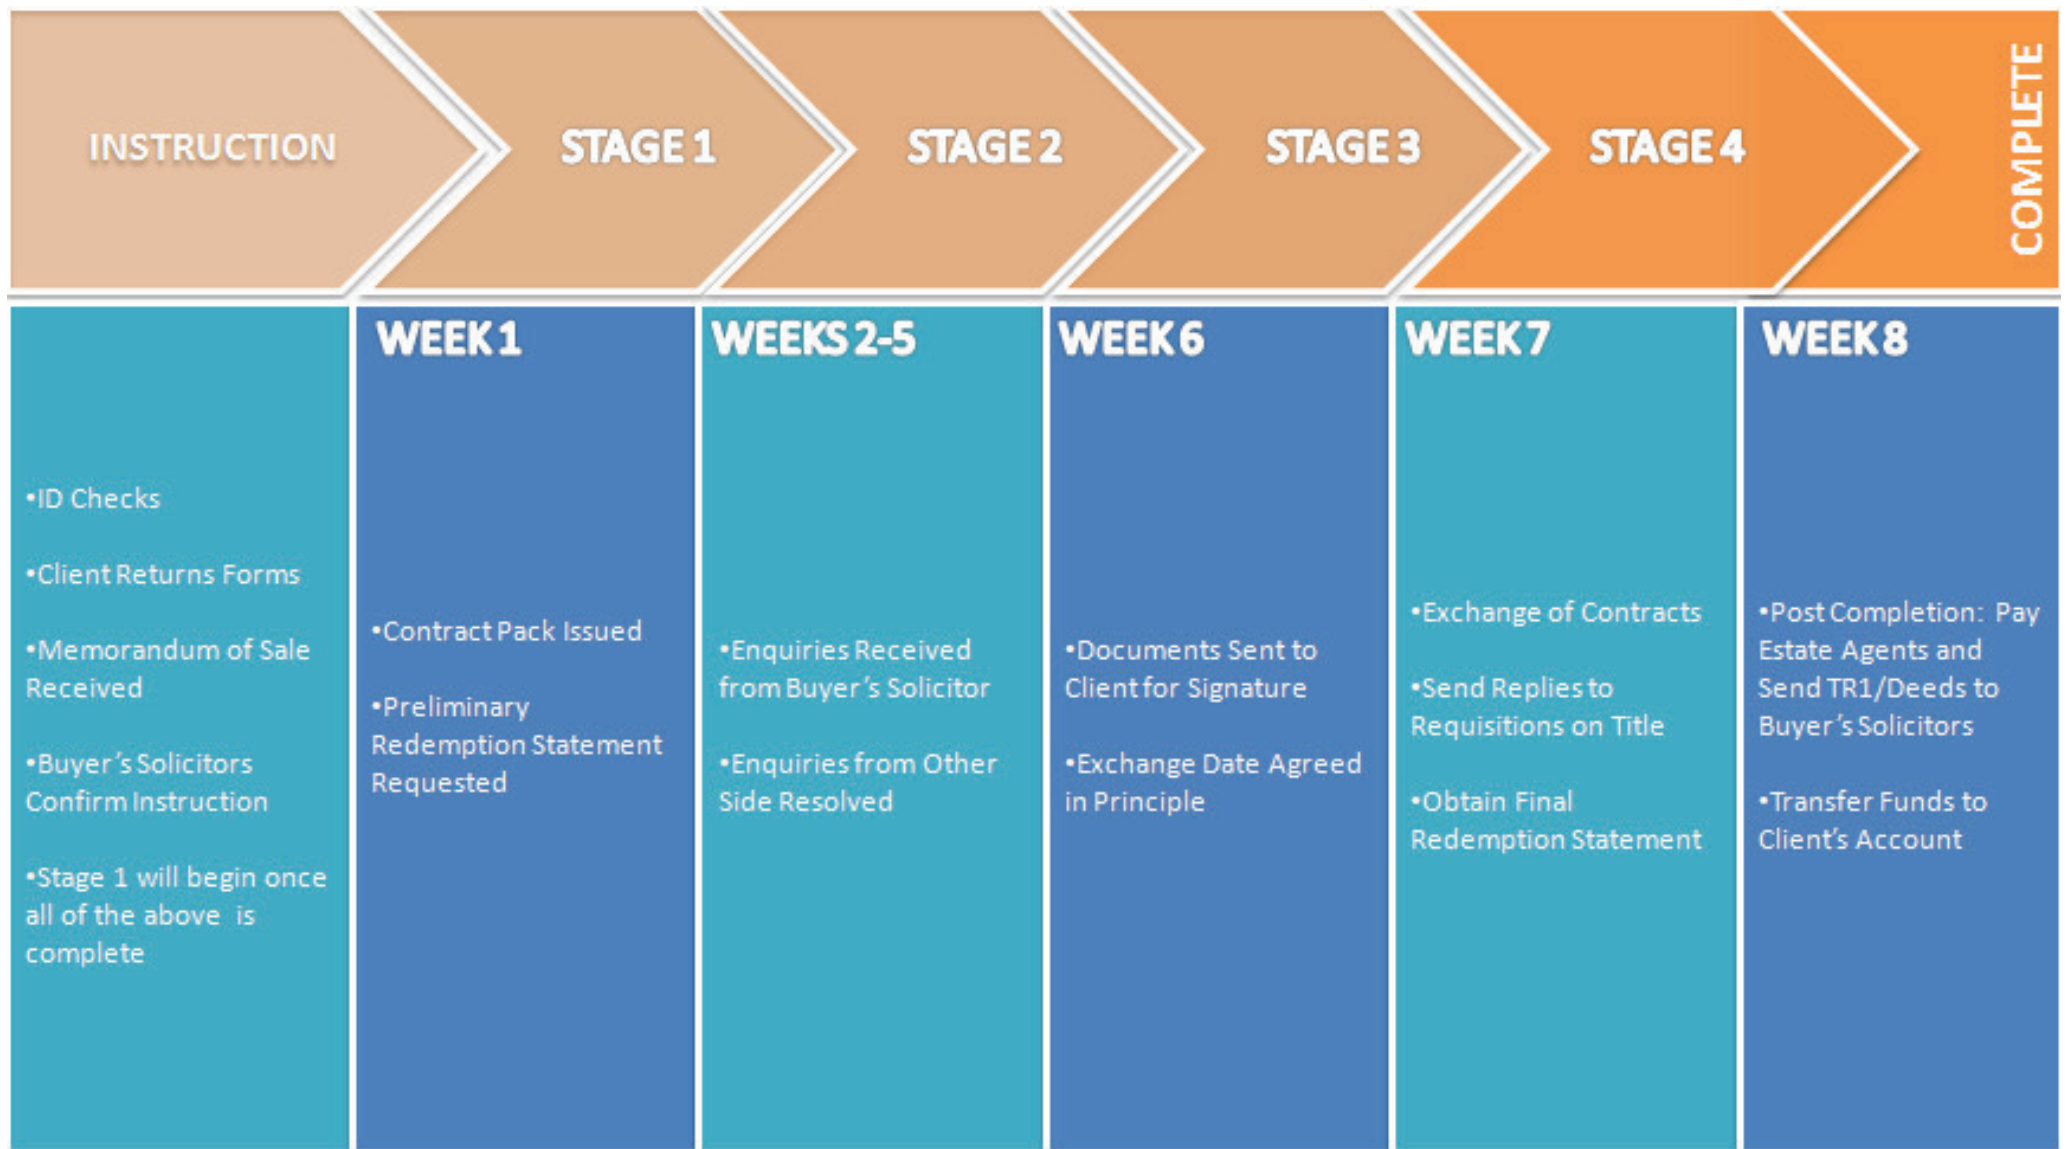 INSTRUCTION
STAGE 1
STAGE 2
STAGE 3
STAGE 4
COMPLETE
•ID Checks
•Client Returns Forms
•Memorandum of Sale
Received
•Buyer's Solicitors
Confirm Instruction
•Stage 1 will begin once
all of the above is
complete
WEEK 1
•Contract Pack Issued
•Preliminary
Redemption Statement
Requested
WEEKS 2-5
•Enquiries Received
from Buyer's Solicitor
•Enquiries from Other
Side Resolved
WEEK 6
•Documents Sent to
Client for Signature
•Exchange Date Agreed
in Principle
WEEK 7
•Exchange of Contracts
•Send Replies to
Requisitions on Title
•Obtain Final
Redemption Statement
WEEK 8
•Post Completion: Pay
Estate Agents and
Send TR1/Deeds to
Buyer's Solicitors
•Transfer Funds to
Client's Account